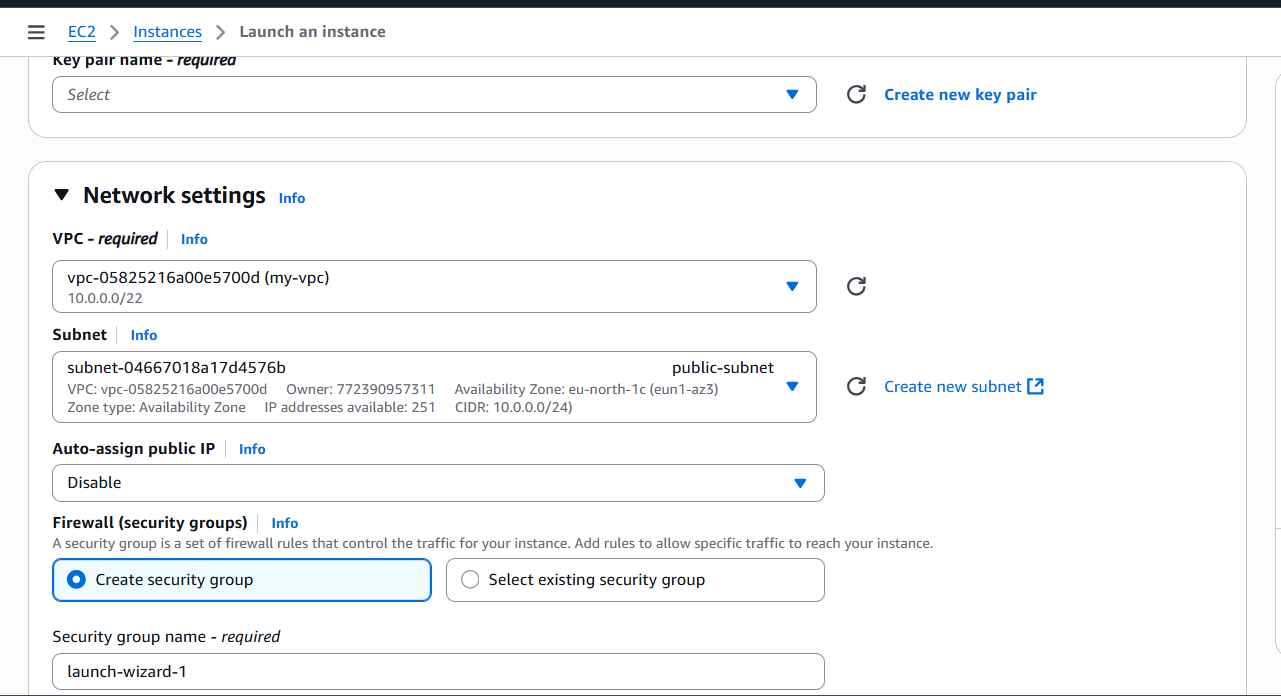 EC2 > Instances > Launch an instance
Key pair name - required
Select
Create new key pair
Network settings Info
VPC - required Info
vpc-05825216a00e5700d (my-vpc)
10.0.0.0/22
Subnet Info
subnet-04667018a17d4576b public-subnet
VPC: vpc-05825216a00e5700d Owner: 772390957311 Availability Zone: eu-north-1c (eun1-az3)
Zone type: Availability Zone IP addresses available: 251 CIDR: 10.0.0.0/24)
Create new subnet
Auto-assign public IP Info
Disable
Firewall (security groups) Info
A security group is a set of firewall rules that control the traffic for your instance. Add rules to allow specific traffic to reach your instance.
Create security group Select existing security group
Security group name - required
launch-wizard-1